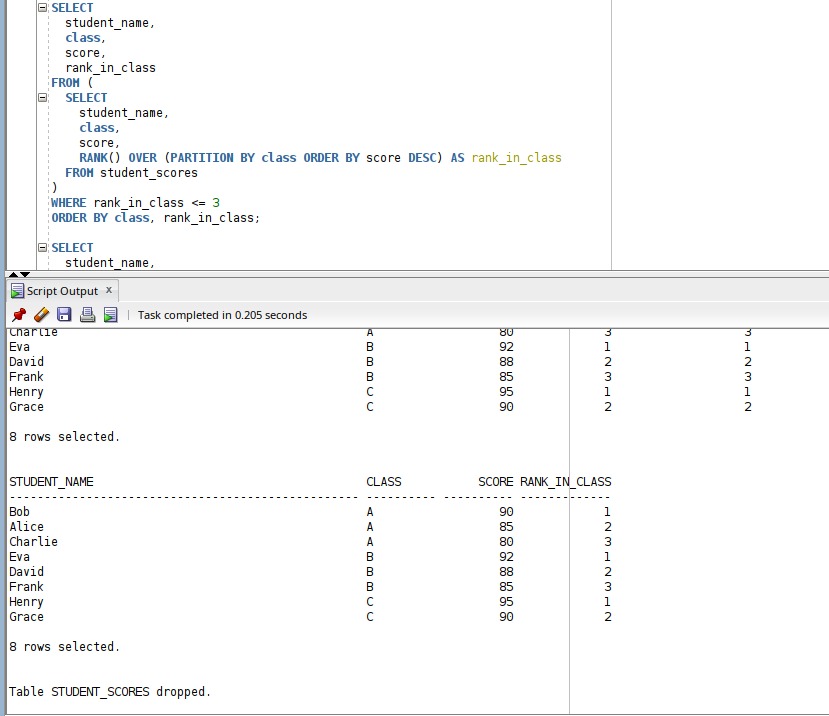 SELECT
student_name,
class,
score,
rank_in_class
FROM (
SELECT
student_name,
class,
score,
RANK() OVER (PARTITION BY class ORDER BY score DESC) AS rank_in_class
FROM student_scores
)
WHERE rank_in_class <= 3
ORDER BY class, rank_in_class;
SELECT
student_name,
Script Output x
Task completed in 0.205 seconds
Charlie A 80 3 3
Eva B 92 1 1
David B 88 2 2
Frank B 85 3 3
Henry C 95 1 1
Grace C 90 2 2
8 rows selected.
STUDENT_NAME CLASS SCORE RANK_IN_CLASS
-------------------------------------------------- ---------- ---------- -------------
Bob A 90 1
Alice A 85 2
Charlie A 80 3
Eva B 92 1
David B 88 2
Frank B 85 3
Henry C 95 1
Grace C 90 2
8 rows selected.
Table STUDENT_SCORES dropped.